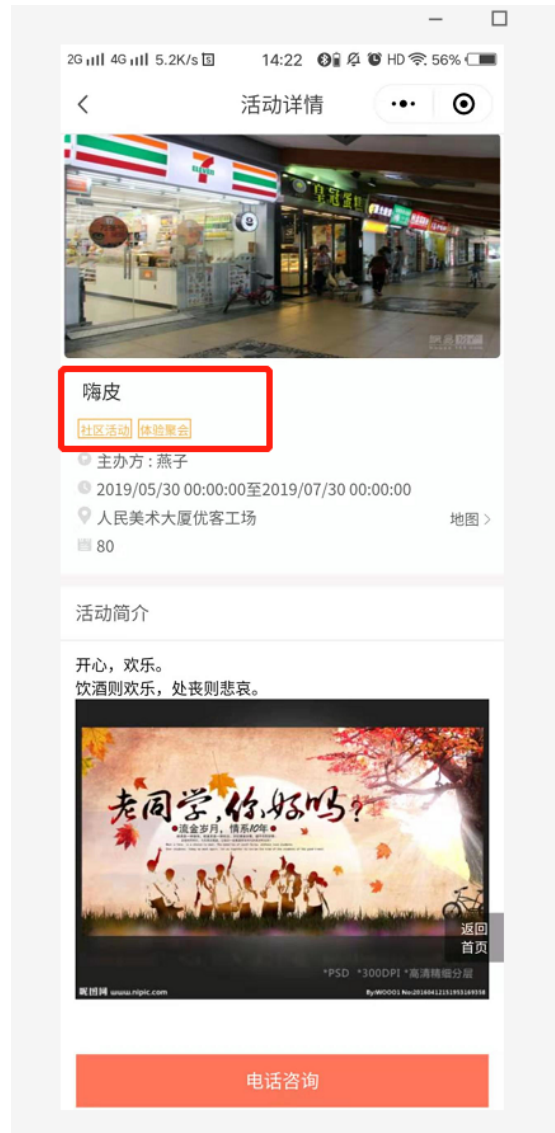 2G 4G 5.2K/s 14:22 HD 56%
活动详情
ELEVEN
皇冠蛋糕
嗨皮
社区活动 体验聚会
主办方 : 燕子
2019/05/30 00:00:00至2019/07/30 00:00:00
人民美术大厦优客工场 地图
80
活动简介
开心，欢乐。
饮酒则欢乐，处丧则悲哀。
老同学,你好吗?
流金岁月，情系10年
返回
首页
*PSD *300DPI *高清精细分层
昵图网 www.nipic.com
电话咨询